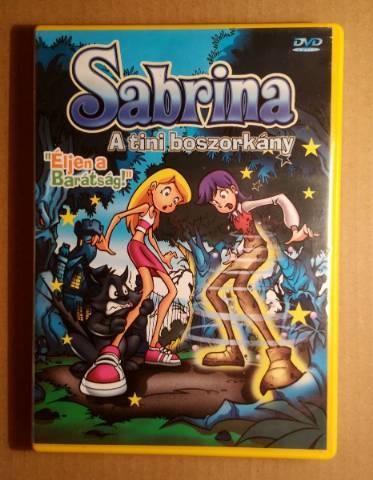 DVD
Sabrina
A tini boszorkány
"Éljen a
Barátság!"